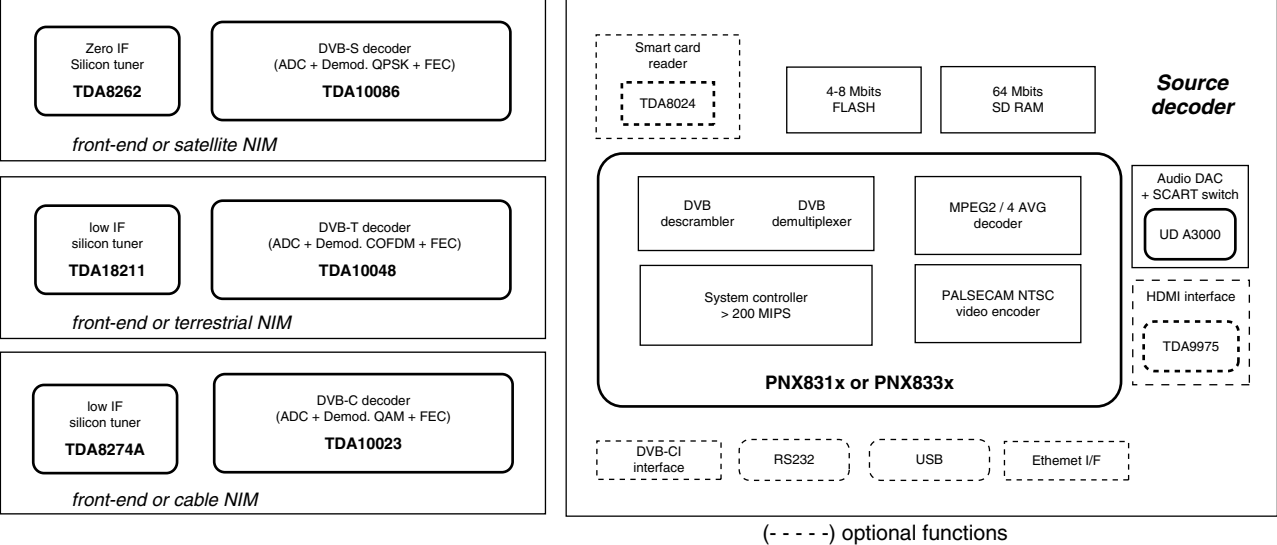 Zero IF
Silicon tuner
TDA8262
DVB-S decoder
(ADC + Demod. QPSK + FEC)
TDA10086
front-end or satellite NIM
low IF
silicon tuner
TDA18211
DVB-T decoder
(ADC + Demod. COFDM + FEC)
TDA10048
front-end or terrestrial NIM
low IF
silicon tuner
TDA8274A
DVB-C decoder
(ADC + Demod. QAM + FEC)
TDA10023
front-end or cable NIM
Smart card
reader
TDA8024
4-8 Mbits
FLASH
64 Mbits
SD RAM
Source
decoder
DVB
descrambler
DVB
demultiplexer
MPEG2 / 4 AVG
decoder
System controller
> 200 MIPS
PALSECAM NTSC
video encoder
PNX831x or PNX833x
Audio DAC
+ SCART switch
UD A3000
HDMI interface
TDA9975
DVB-CI
interface
RS232
USB
Ethemet I/F
(- - - - -) optional functions